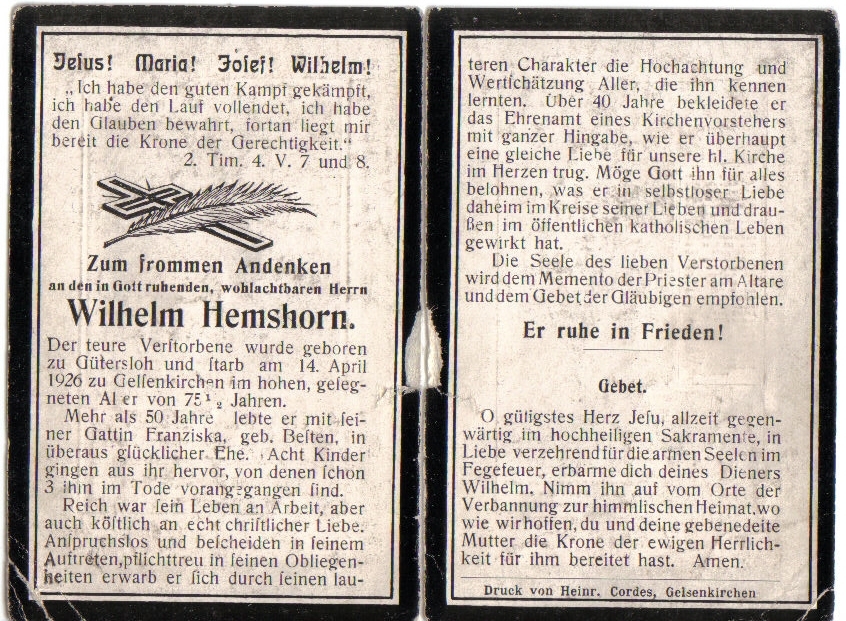 Jeſus! Maria! Joſef! Wilhelm!
„Ich habe den guten Kampf gekämpft,
ich habe den Lauf vollendet, ich habe
den Glauben bewahrt, fortan liegt mir
bereit die Krone der Gerechtigkeit.“
2. Tim. 4. V. 7 und 8.
Zum frommen Andenken
an den in Gott ruhenden, wohlachtbaren Herrn
Wilhelm Hemshorn.
Der teure Verſtorbene wurde geboren
zu Gütersloh und ſtarb am 14. April
1926 zu Gelſenkirchen im hohen, geſeg-
neten Al er von 75 1/2 Jahren.
Mehr als 50 Jahre lebte er mit ſei-
ner Gattin Franziska, geb. Beſten, in
überaus glücklicher Ehe. Acht Kinder
gingen aus ihr hervor, von denen ſchon
3 ihm im Tode vorangegangen ſind.
Reich war ſein Leben an Arbeit, aber
auch köſtlich an echt chriſtlicher Liebe.
Anſpruchslos und beſcheiden in ſeinem
Auftreten, pflichttreu in ſeinen Obliegen-
heiten erwarb er ſich durch ſeinen lau-
teren Charakter die Hochachtung und
Wertſchätzung Aller, die ihn kennen
lernten. Über 40 Jahre bekleidete er
das Ehrenamt eines Kirchenvorstehers
mit ganzer Hingabe, wie er überhaupt
eine gleiche Liebe für unsere hl. Kirche
im Herzen trug. Möge Gott ihn für alles
belohnen, was er in selbstloser Liebe
daheim im Kreise seiner Lieben und drau-
ßen im öffentlichen katholischen Leben
gewirkt hat.
Die Seele des lieben Verstorbenen
wird dem Memento der Priester am Altare
und dem Gebet der Gläubigen empfohlen.
Er ruhe in Frieden!
Gebet.
O gütigstes Herz Jeſu, allzeit gegen-
wärtig im hochheiligen Sakramente, in
Liebe verzehrend für die armen Seelen im
Fegefeuer, erbarme dich deines Dieners
Wilhelm. Nimm ihn auf vom Orte der
Verbannung zur himmlischen Heimat, wo
wie wir hoffen, du und deine gebenedeite
Mutter die Krone der ewigen Herrlich-
keit für ihm bereitet hast. Amen.
Druck von Heinr. Cordes, Gelsenkirchen